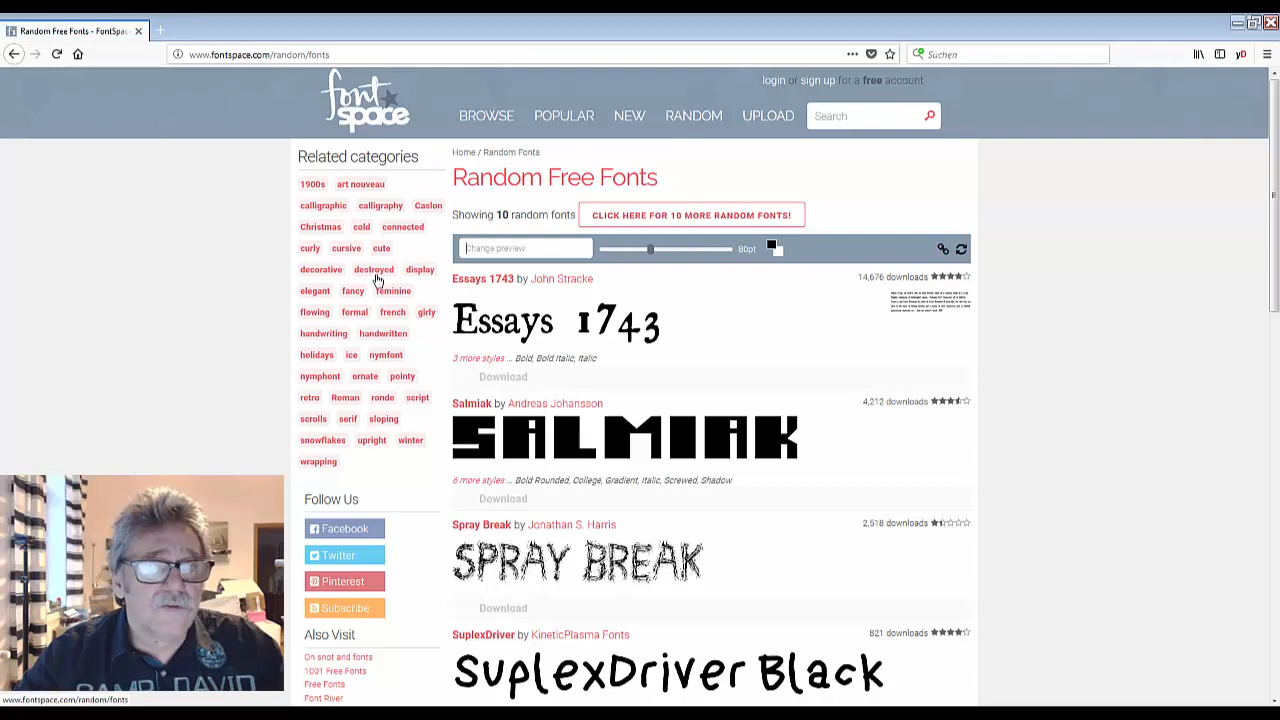 Random Free Fonts - FontSpac
www.fontspace.com/random/fonts
Suchen
font space
login or sign up for a free account
BROWSE POPULAR NEW RANDOM UPLOAD Search
Related categories
1900s art nouveau
calligraphic calligraphy Caslon
Christmas cold connected
curly cursive cute
decorative destroyed display
elegant fancy feminine
flowing formal french girly
handwriting handwritten
holidays ice nymfont
nymphont ornate pointy
retro Roman ronde script
scrolls serif sloping
snowflakes upright winter
wrapping
Follow Us
Facebook
Twitter
Pinterest
Subscribe
Also Visit
On snot and fonts
1001 Free Fonts
Free Fonts
Font River
Home / Random Fonts
Random Free Fonts
Showing 10 random fonts CLICK HERE FOR 10 MORE RANDOM FONTS!
Change preview 80pt
Essays 1743 by John Stracke 14,676 downloads
Essays 1743
3 more styles ... Bold, Bold Italic, Italic
Download
Salmiak by Andreas Johansson 4,212 downloads
SALMIAK
6 more styles ... Bold Rounded, College, Gradient, Italic, Screwed, Shadow
Download
Spray Break by Jonathan S. Harris 2,518 downloads
SPRAY BREAK
Download
SuplexDriver by KineticPlasma Fonts 821 downloads
SuplexDriver Black
DAVID
www.fontspace.com/random/fonts